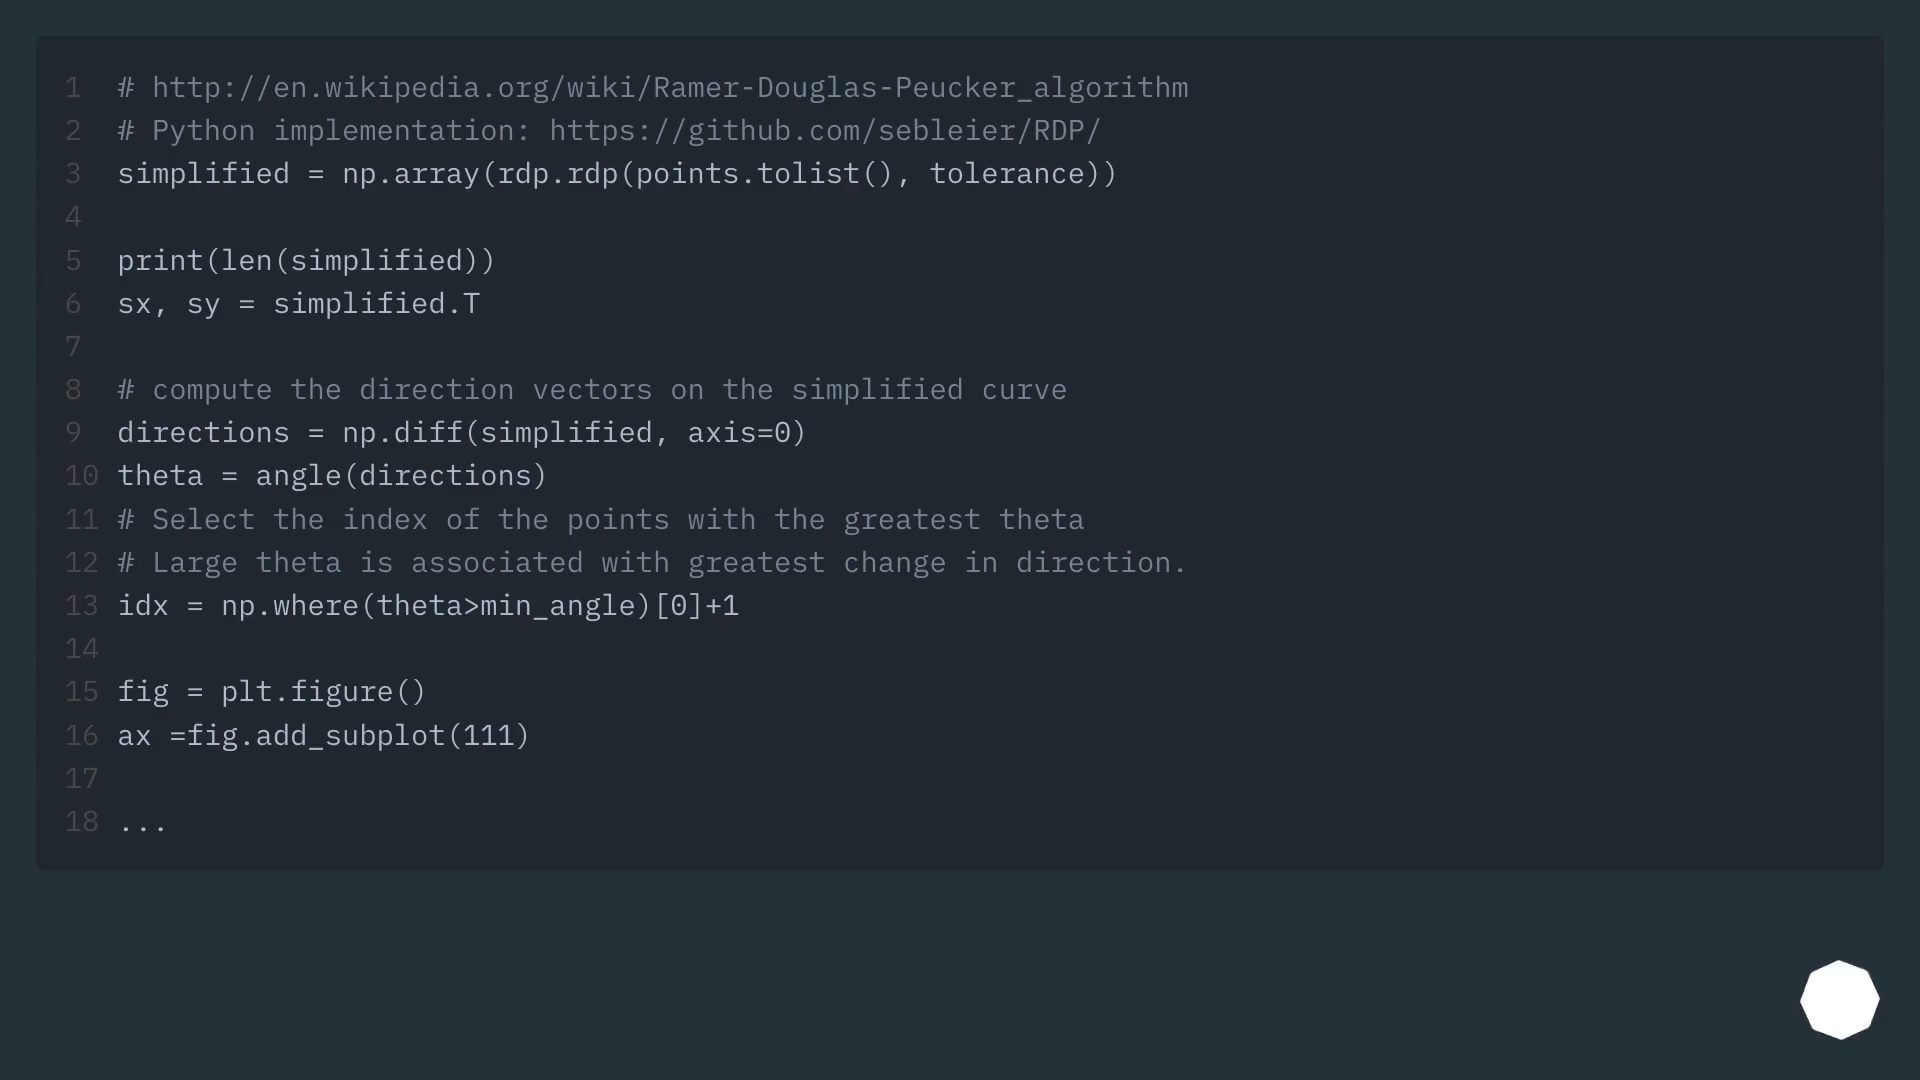 1 # http://en.wikipedia.org/wiki/Ramer-Douglas-Peucker_algorithm
2 # Python implementation: https://github.com/sebleier/RDP/
3 simplified = np.array(rdp.rdp(points.tolist(), tolerance))
4
5 print(len(simplified))
6 sx, sy = simplified.T
7
8 # compute the direction vectors on the simplified curve
9 directions = np.diff(simplified, axis=0)
10 theta = angle(directions)
11 # Select the index of the points with the greatest theta
12 # Large theta is associated with greatest change in direction.
13 idx = np.where(theta>min_angle)[0]+1
14
15 fig = plt.figure()
16 ax =fig.add_subplot(111)
17
18 ...